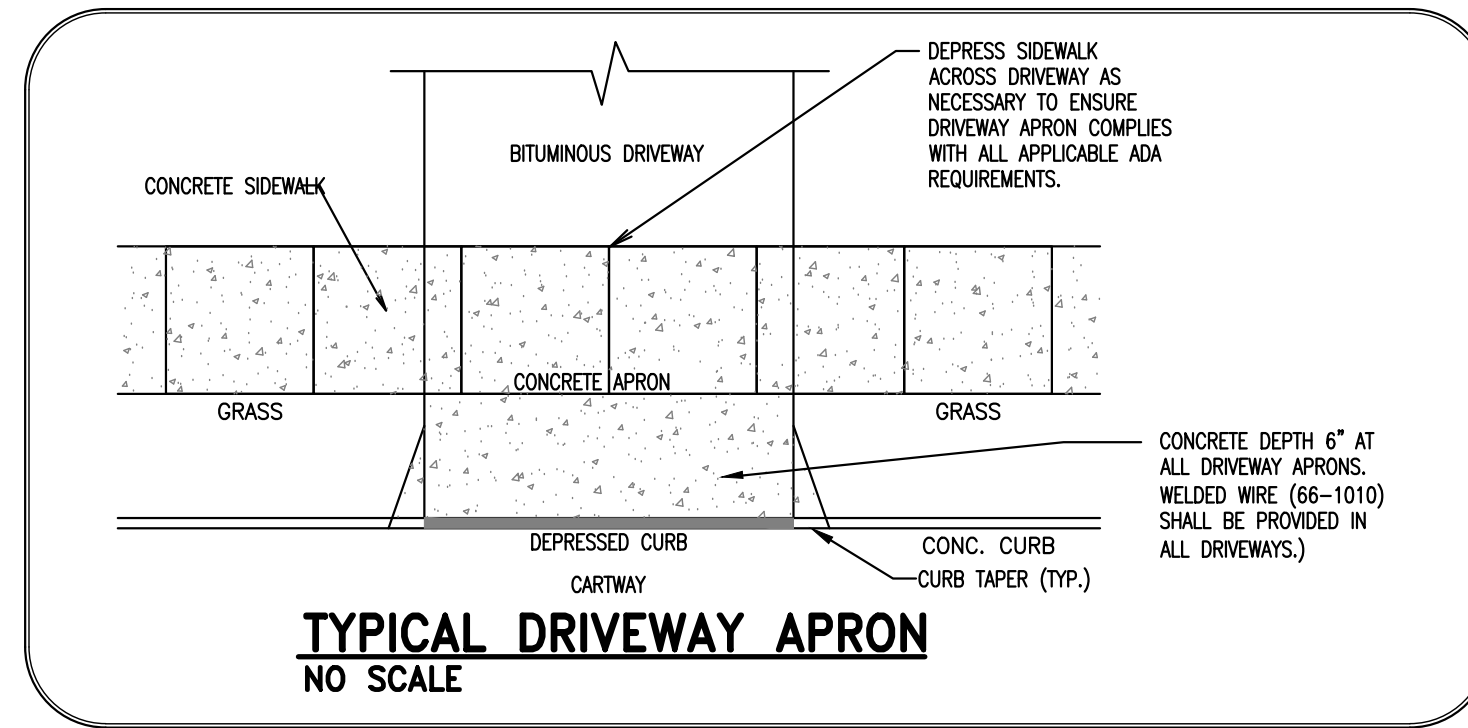 DEPRESS SIDEWALK
ACROSS DRIVEWAY AS
NECESSARY TO ENSURE
DRIVEWAY APRON COMPLIES
WITH ALL APPLICABLE ADA
REQUIREMENTS.
BITUMINOUS DRIVEWAY
CONCRETE SIDEWALK
CONCRETE APRON
GRASS
GRASS
CONCRETE DEPTH 6" AT
ALL DRIVEWAY APRONS.
WELDED WIRE (66-1010)
SHALL BE PROVIDED IN
ALL DRIVEWAYS.)
DEPRESSED CURB
CONC. CURB
CARTWAY
CURB TAPER (TYP.)
TYPICAL DRIVEWAY APRON
NO SCALE